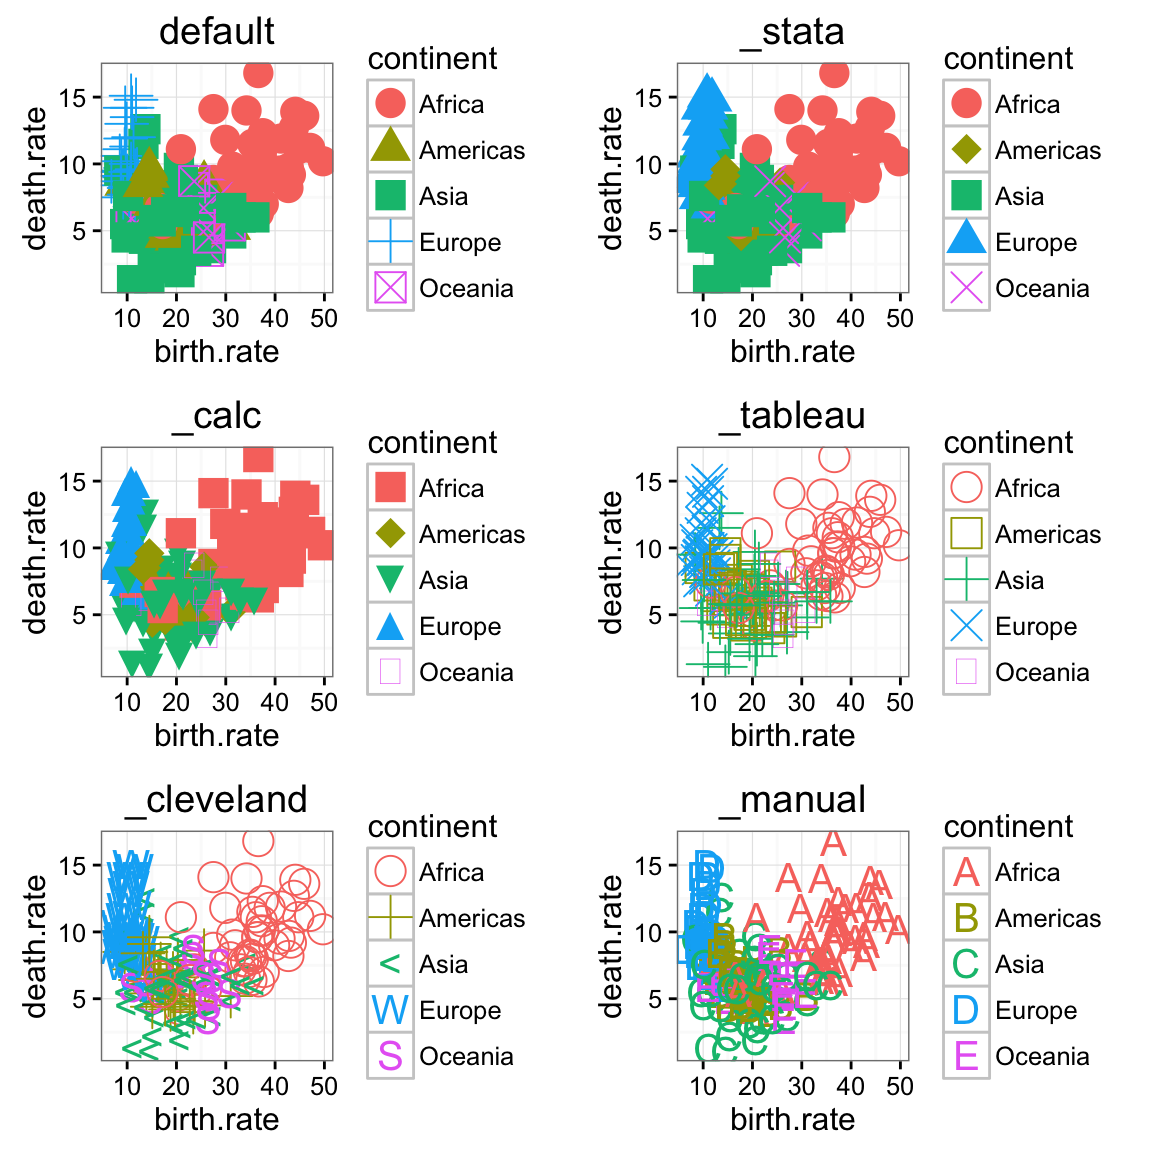 default
continent
Africa
Americas
Asia
Europe
Oceania
15
10
5
death.rate
10 20 30 40 50
birth.rate
_stata
continent
Africa
Americas
Asia
Europe
Oceania
15
10
5
death.rate
10 20 30 40 50
birth.rate
_calc
continent
Africa
Americas
Asia
Europe
Oceania
15
10
5
death.rate
10 20 30 40 50
birth.rate
_tableau
continent
Africa
Americas
Asia
Europe
Oceania
15
10
5
death.rate
10 20 30 40 50
birth.rate
_cleveland
continent
Africa
Americas
< Asia
W Europe
S Oceania
15
10
5
death.rate
10 20 30 40 50
birth.rate
_manual
continent
A Africa
B Americas
C Asia
D Europe
E Oceania
15
10
5
death.rate
10 20 30 40 50
birth.rate